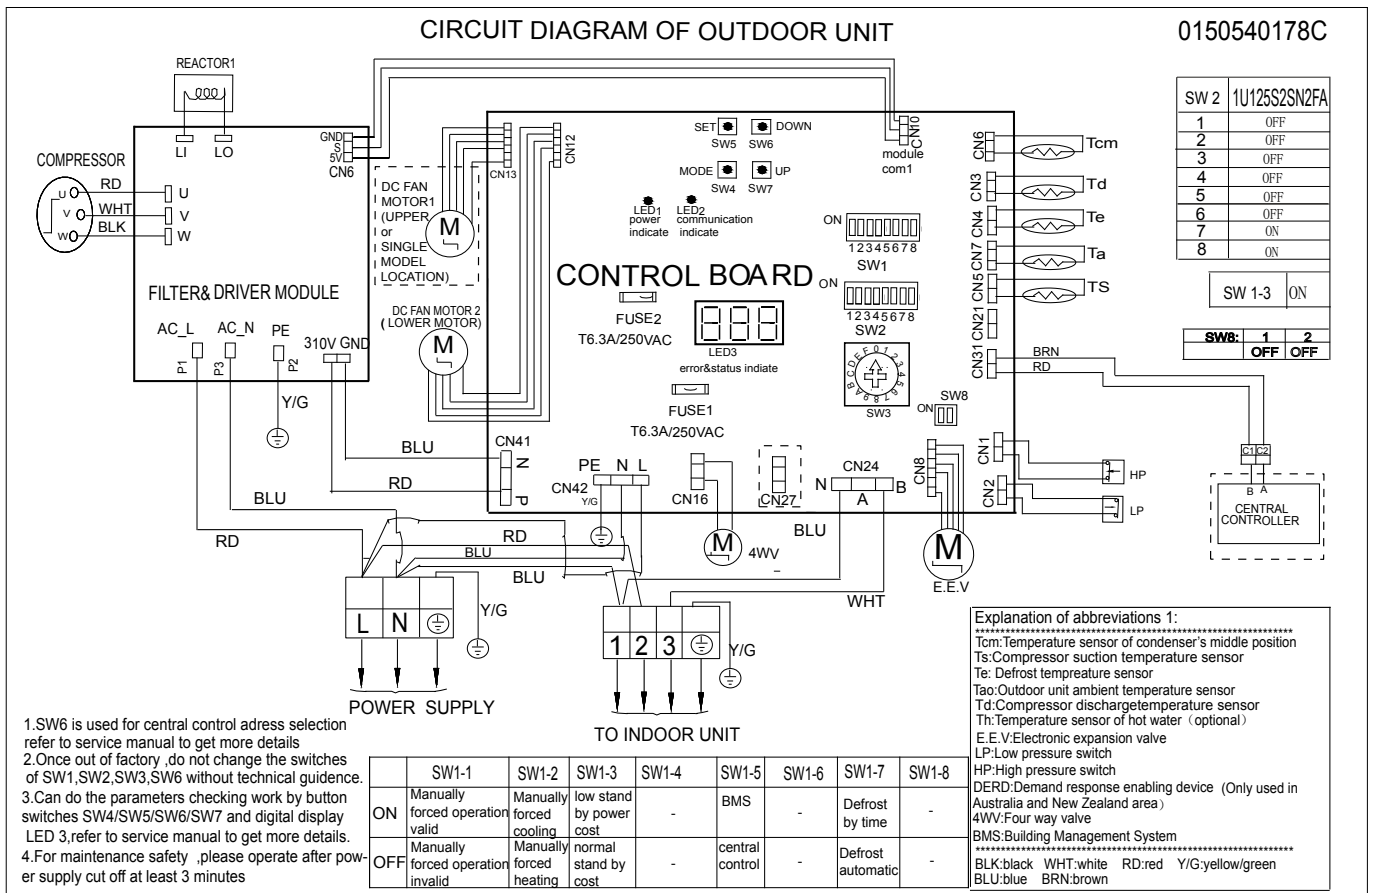 CIRCUIT DIAGRAM OF OUTDOOR UNIT
0150540178C
REACTOR1
LI
LO
GND
S
5V
CN6
COMPRESSOR
U
V
W
RD
WHT
BLK
U
V
W
FILTER& DRIVER MODULE
AC_L
AC_N
PE
310V GND
P1
P3
P2
Y/G
DC FAN
MOTOR1
(UPPER
or
SINGLE
MODEL
LOCATION)
M
DC FAN MOTOR 2
( LOWER MOTOR)
M
CN13
CN12
SET
SW5
DOWN
SW6
MODE
SW4
UP
SW7
LED1
power
indicate
LED2
communication
indicate
CN10
module
com1
ON
12345678
SW1
CONTROL BOARD
ON
12345678
SW2
FUSE2
T6.3A/250VAC
LED3
error&status indiate
FUSE1
T6.3A/250VAC
0123456789ABCDEF
SW3
SW8
ON
CN6
Tcm
CN3
Td
CN4
Te
CN7
Ta
CN5
TS
CN21
CN31
BRN
RD
CN1
HP
CN2
LP
C1 C2
B A
CENTRAL
CONTROLLER
CN41
N
P
BLU
RD
PE N L
CN42
Y/G
CN16
M
4WV
_
CN27
CN24
N
A
B
CN8
M
E.E.V
BLU
WHT
BLU
RD
RD
BLU
BLU
L N
Y/G
POWER SUPPLY
1 2 3
Y/G
TO INDOOR UNIT
SW 2 1U125S2SN2FA
1 OFF
2 OFF
3 OFF
4 OFF
5 OFF
6 OFF
7 ON
8 ON
SW 1-3 ON
SW8: 1 2
OFF OFF
1.SW6 is used for central control adress selection
refer to service manual to get more details
2.Once out of factory ,do not change the switches
of SW1,SW2,SW3,SW6 without technical guidence.
3.Can do the parameters checking work by button
switches SW4/SW5/SW6/SW7 and digital display
LED 3,refer to service manual to get more details.
4.For maintenance safety ,please operate after pow-
er supply cut off at least 3 minutes
SW1-1 SW1-2 SW1-3 SW1-4 SW1-5 SW1-6 SW1-7 SW1-8
ON
Manually
forced operation
valid
Manually
forced
cooling
low stand
by power
cost
-
BMS
-
Defrost
by time
-
OFF
Manually
forced operation
invalid
Manually
forced
heating
normal
stand by
cost
-
central
control
-
Defrost
automatic
-
Explanation of abbreviations 1:
****************************************************************
Tcm:Temperature sensor of condenser's middle position
Ts:Compressor suction temperature sensor
Te: Defrost tempreature sensor
Tao:Outdoor unit ambient temperature sensor
Td:Compressor dischargetemperature sensor
Th:Temperature sensor of hot water（optional）
E.E.V:Electronic expansion valve
LP:Low pressure switch
HP:High pressure switch
DERD:Demand response enabling device (Only used in
Australia and New Zealand area）
4WV:Four way valve
BMS:Building Management System
****************************************************************
BLK:black WHT:white RD:red Y/G:yellow/green
BLU:blue BRN:brown